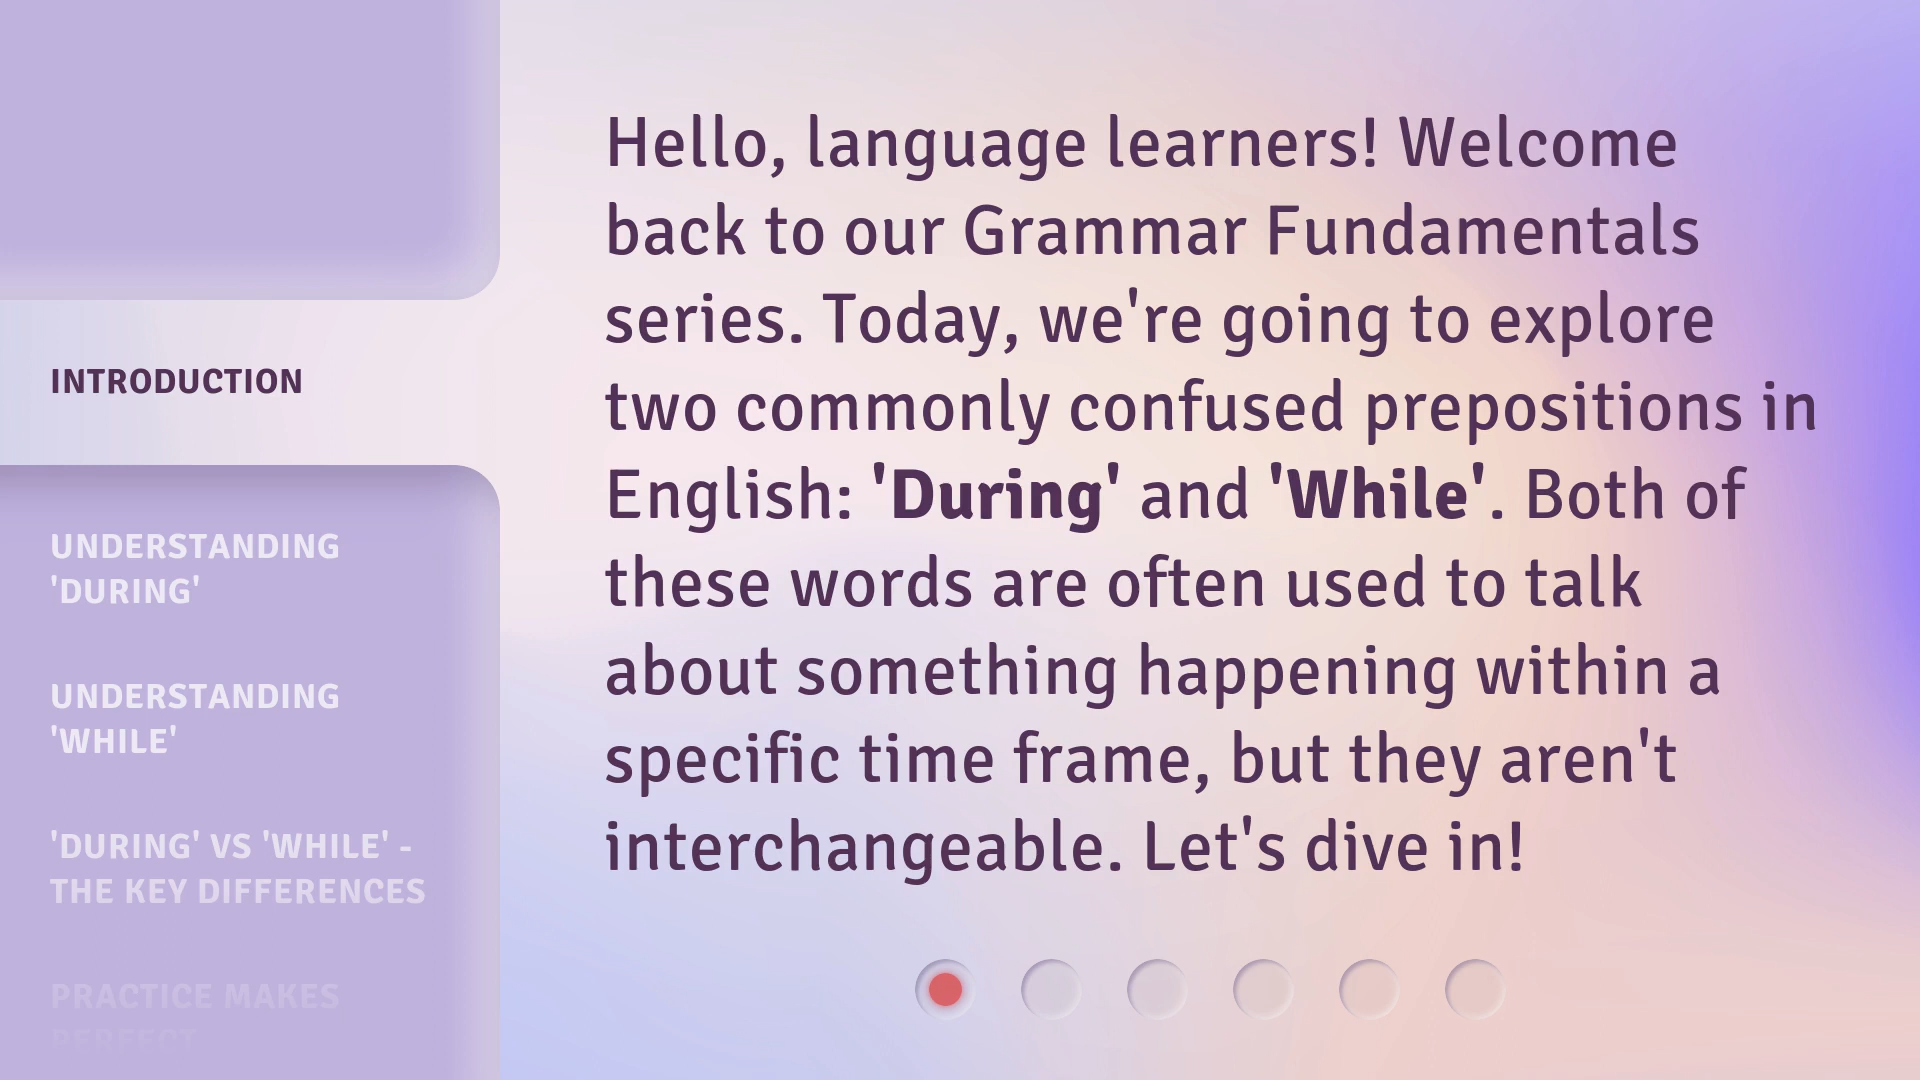 INTRODUCTION
UNDERSTANDING
'DURING'
UNDERSTANDING
'WHILE'
'DURING' VS 'WHILE' -
THE KEY DIFFERENCES
PRACTICE MAKES
PERFECT
Hello, language learners! Welcome
back to our Grammar Fundamentals
series. Today, we're going to explore
two commonly confused prepositions in
English: 'During' and 'While'. Both of
these words are often used to talk
about something happening within a
specific time frame, but they aren't
interchangeable. Let's dive in!